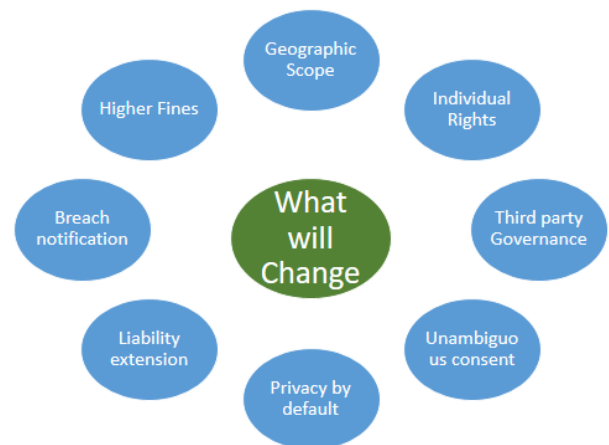 Geographic
Scope
Individual
Rights
Third party
Governance
Unambiguo
us consent
Privacy by
default
Liability
extension
Breach
notification
Higher Fines
What
will
Change